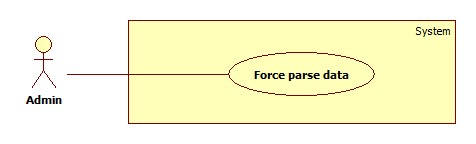 System
Force parse data
Admin